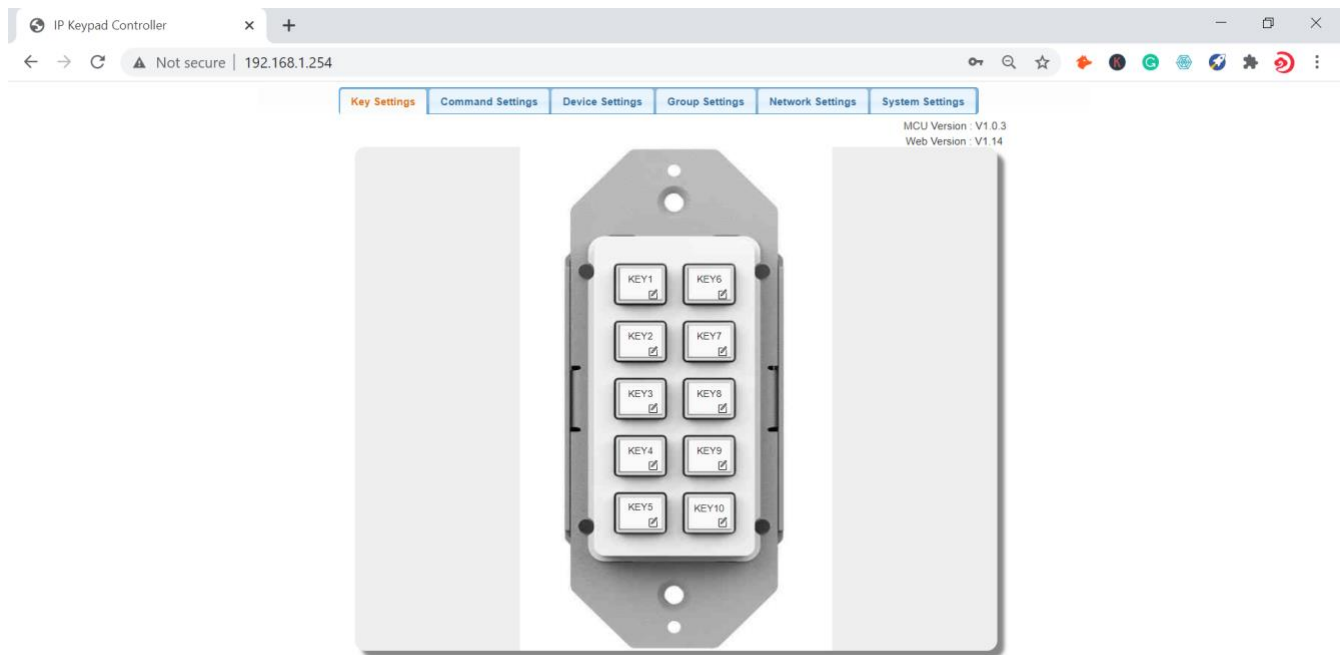 IP Keypad Controller
Not secure 192.168.1.254
Key Settings Command Settings Device Settings Group Settings Network Settings System Settings
MCU Version : V1.0.3
Web Version : V1.14
KEY1 KEY6
KEY2 KEY7
KEY3 KEY8
KEY4 KEY9
KEY5 KEY10